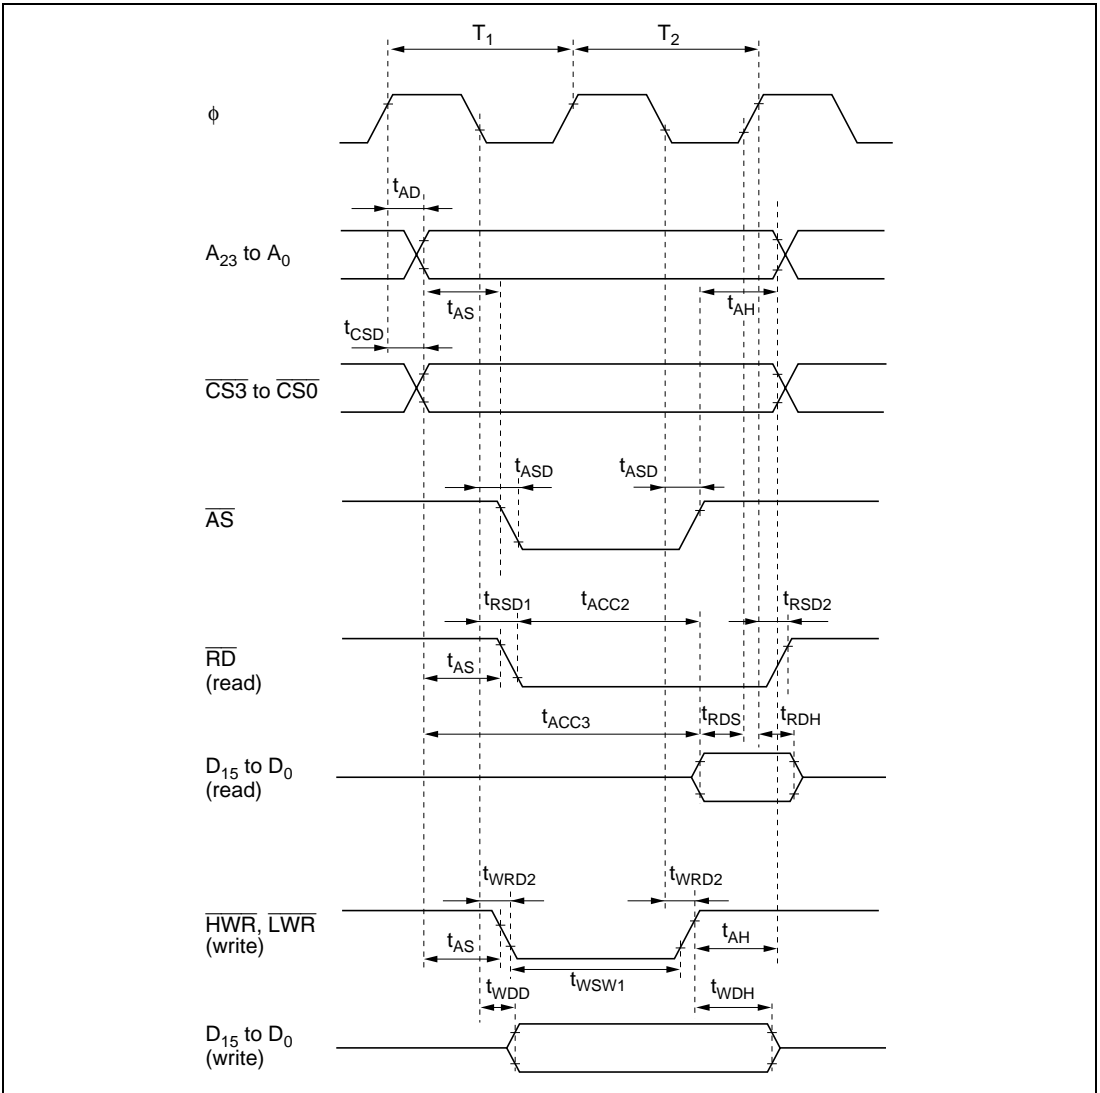 T1 T2
ϕ
tAD
A23 to A0
tAS tAH
tCSD
CS3 to CS0
tASD tASD
AS
tRSD1 tACC2 tRSD2
RD
tAS
(read)
tACC3 tRDS tRDH
D15 to D0
(read)
tWRD2 tWRD2
HWR, LWR
(write)
tAS tAH
tWSW1
tWDD tWDH
D15 to D0
(write)